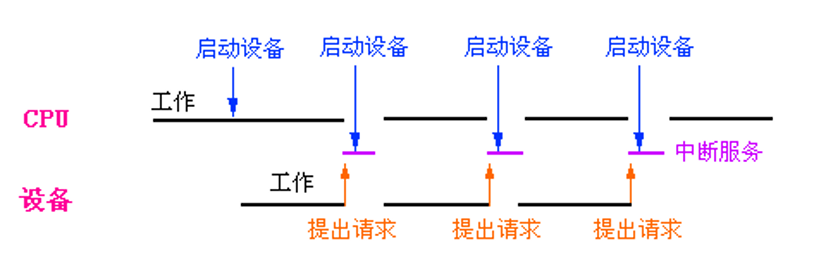 启动设备 启动设备 启动设备 启动设备
工作
CPU
中断服务
工作
设备
提出请求 提出请求 提出请求